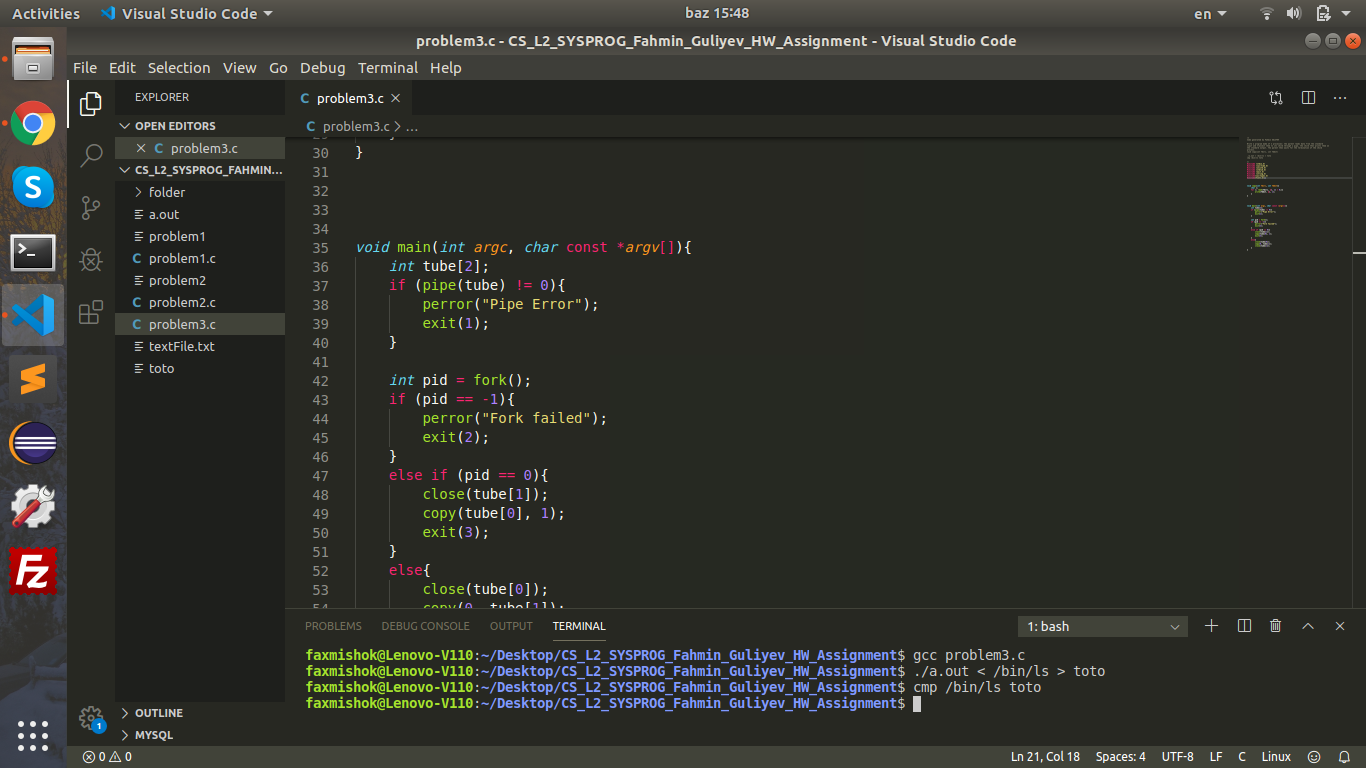 Activities Visual Studio Code baz 15:48 en
problem3.c - CS_L2_SYSPROG_Fahmin_Guliyev_HW_Assignment - Visual Studio Code
File Edit Selection View Go Debug Terminal Help
EXPLORER
OPEN EDITORS
problem3.c
CS_L2_SYSPROG_FAHMIN...
folder
a.out
problem1
problem1.c
problem2
problem2.c
problem3.c
textFile.txt
toto
OUTLINE
MYSQL
1
problem3.c
problem3.c > ...
30 }
31
32
33
34
35 void main(int argc, char const *argv[]){
36 int tube[2];
37 if (pipe(tube) != 0){
38 perror("Pipe Error");
39 exit(1);
40 }
41
42 int pid = fork();
43 if (pid == -1){
44 perror("Fork failed");
45 exit(2);
46 }
47 else if (pid == 0){
48 close(tube[1]);
49 copy(tube[0], 1);
50 exit(3);
51 }
52 else{
53 close(tube[0]);
54 copy(0, tube[1]);
PROBLEMS DEBUG CONSOLE OUTPUT TERMINAL 1: bash
faxmishok@Lenovo-V110:~/Desktop/CS_L2_SYSPROG_Fahmin_Guliyev_HW_Assignment$ gcc problem3.c
faxmishok@Lenovo-V110:~/Desktop/CS_L2_SYSPROG_Fahmin_Guliyev_HW_Assignment$ ./a.out < /bin/ls > toto
faxmishok@Lenovo-V110:~/Desktop/CS_L2_SYSPROG_Fahmin_Guliyev_HW_Assignment$ cmp /bin/ls toto
faxmishok@Lenovo-V110:~/Desktop/CS_L2_SYSPROG_Fahmin_Guliyev_HW_Assignment$
0 0 Ln 21, Col 18 Spaces: 4 UTF-8 LF C Linux